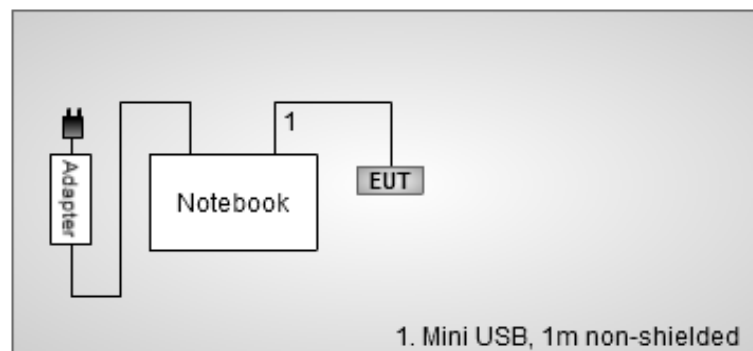 1
Adapter
Notebook
EUT
1. Mini USB, 1m non-shielded